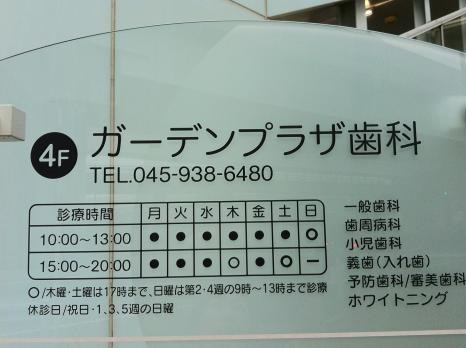 4F ガーデンプラザ歯科
TEL.045-938-6480
診療時間 月 火 水 木 金 土 日
10:00〜13:00 ● ● ● ● ● ● ○
15:00〜20:00 ● ● ● ○ ● ○ ー
○/木曜・土曜は17時まで、日曜は第2・4週の9時〜13時まで診療
休診日/祝日・1.3.5週の日曜
一般歯科
歯周病科
小児歯科
義歯(入れ歯)
予防歯科/審美歯科
ホワイトニング